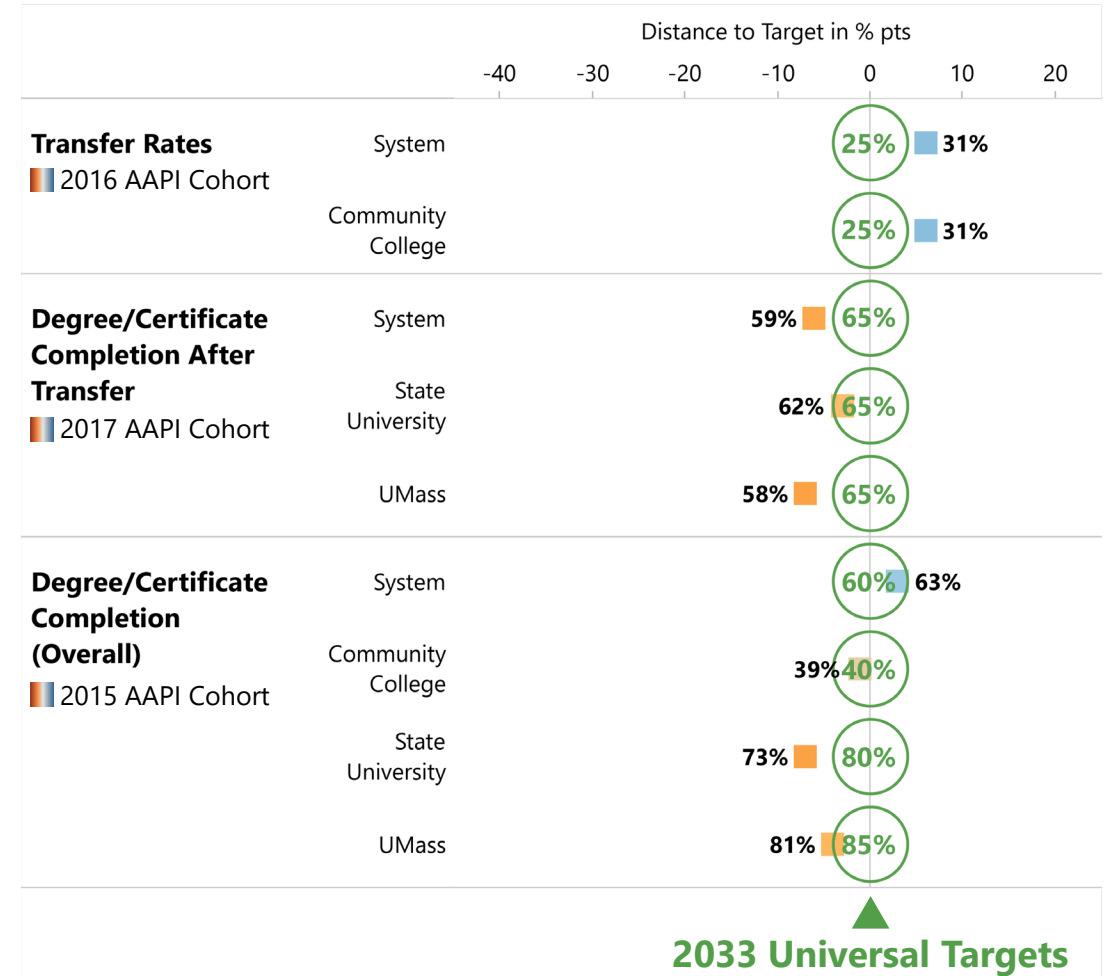 Distance to Target in % pts
-40 -30 -20 -10 0 10 20
Transfer Rates
2016 AAPI Cohort
System
25% 31%
Community
College
25% 31%
Degree/Certificate
Completion After
Transfer
2017 AAPI Cohort
System
59% 65%
State
University
62% 65%
UMass
58% 65%
Degree/Certificate
Completion
(Overall)
2015 AAPI Cohort
System
60% 63%
Community
College
39% 40%
State
University
73% 80%
UMass
81% 85%
2033 Universal Targets